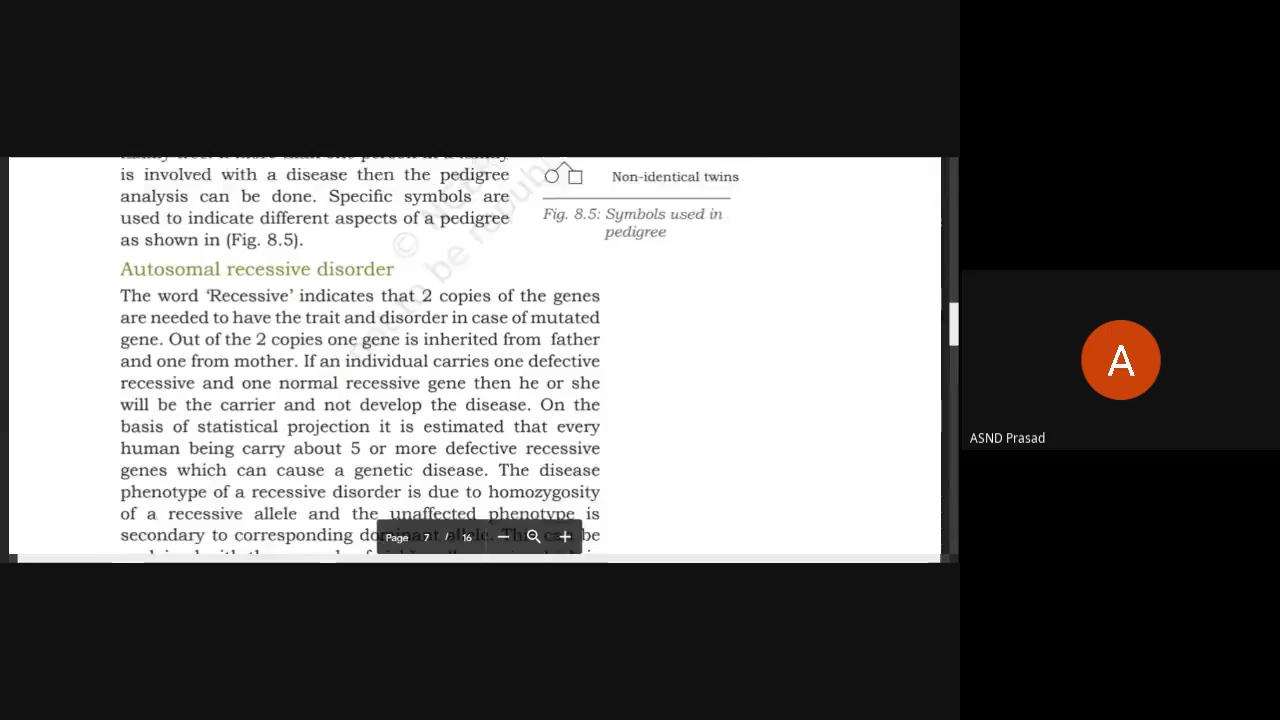 is involved with a disease then the pedigree
analysis can be done. Specific symbols are
used to indicate different aspects of a pedigree
as shown in (Fig. 8.5).
Non-identical twins
Fig. 8.5: Symbols used in
pedigree
Autosomal recessive disorder
The word ‘Recessive’ indicates that 2 copies of the genes
are needed to have the trait and disorder in case of mutated
gene. Out of the 2 copies one gene is inherited from father
and one from mother. If an individual carries one defective
recessive and one normal recessive gene then he or she
will be the carrier and not develop the disease. On the
basis of statistical projection it is estimated that every
human being carry about 5 or more defective recessive
genes which can cause a genetic disease. The disease
phenotype of a recessive disorder is due to homozygosity
of a recessive allele and the unaffected phenotype is
secondary to corresponding dominant allele. This can be
Page 7 / 16
A
ASND Prasad